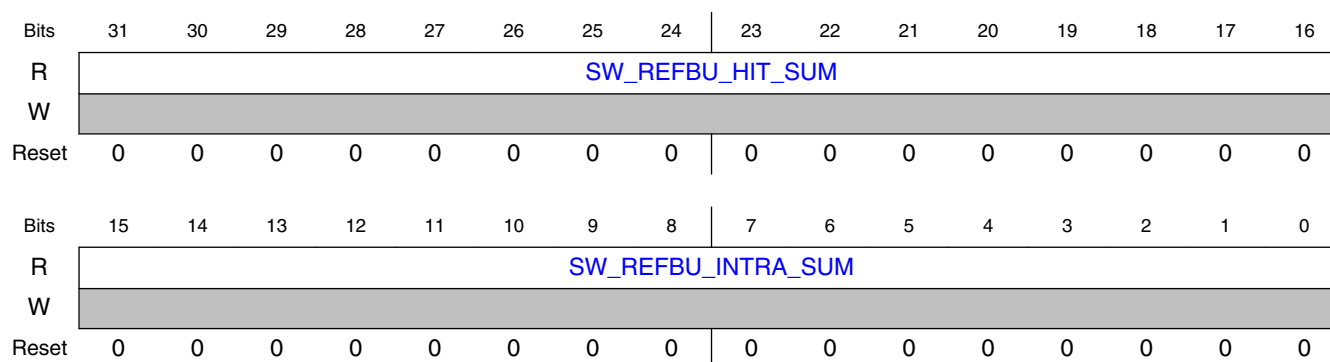 Bits 31 30 29 28 27 26 25 24 23 22 21 20 19 18 17 16
R SW_REFBU_HIT_SUM
W
Reset 0 0 0 0 0 0 0 0 0 0 0 0 0 0 0 0
Bits 15 14 13 12 11 10 9 8 7 6 5 4 3 2 1 0
R SW_REFBU_INTRA_SUM
W
Reset 0 0 0 0 0 0 0 0 0 0 0 0 0 0 0 0